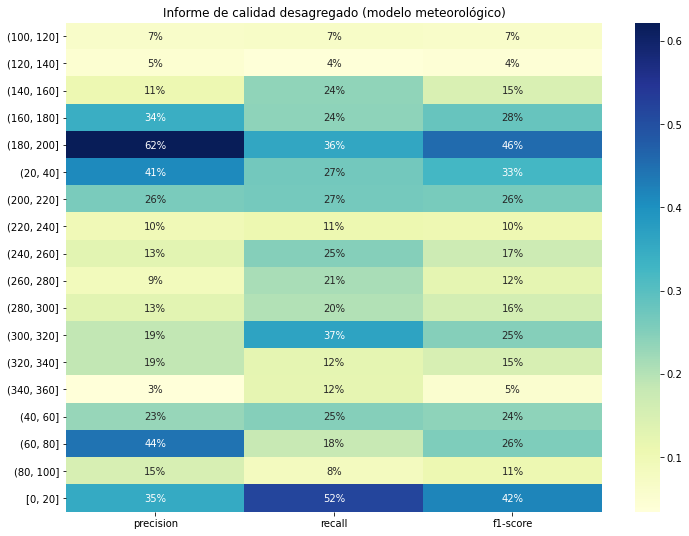 Informe de calidad desagregado (modelo meteorológico)
(100, 120] 7% 7% 7%
(120, 140] 5% 4% 4%
(140, 160] 11% 24% 15%
(160, 180] 34% 24% 28%
(180, 200] 62% 36% 46%
(20, 40] 41% 27% 33%
(200, 220] 26% 27% 26%
(220, 240] 10% 11% 10%
(240, 260] 13% 25% 17%
(260, 280] 9% 21% 12%
(280, 300] 13% 20% 16%
(300, 320] 19% 37% 25%
(320, 340] 19% 12% 15%
(340, 360] 3% 12% 5%
(40, 60] 23% 25% 24%
(60, 80] 44% 18% 26%
(80, 100] 15% 8% 11%
[0, 20] 35% 52% 42%
precision recall f1-score
0.6
0.5
0.4
0.3
0.2
0.1